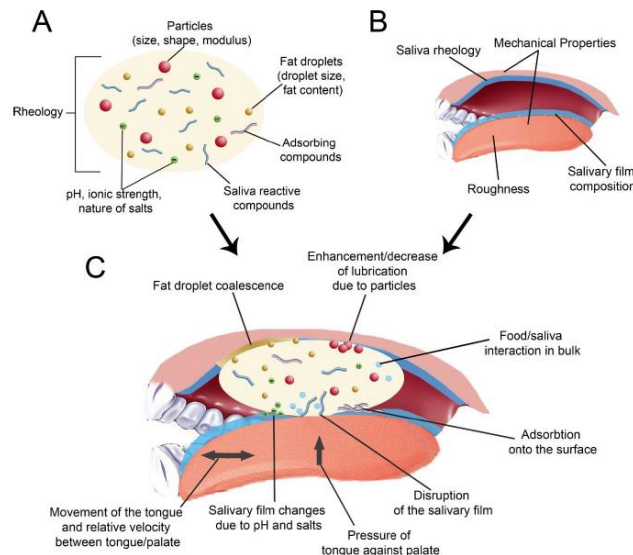 A
Particles
(size, shape, modulus)
Fat droplets
(droplet size,
fat content)
Rheology
Adsorbing
compounds
pH, ionic strength,
nature of salts
Saliva reactive
compounds
B
Mechanical Properties
Saliva rheology
Salivary film
composition
Roughness
C
Enhancement/decrease
of lubrication
due to particles
Fat droplet coalescence
Food/saliva
interaction in bulk
Adsorbtion
onto the surface
Disruption
of the salivary film
Movement of the tongue
and relative velocity
between tongue/palate
Salivary film changes
due to pH and salts
Pressure of
tongue against palate